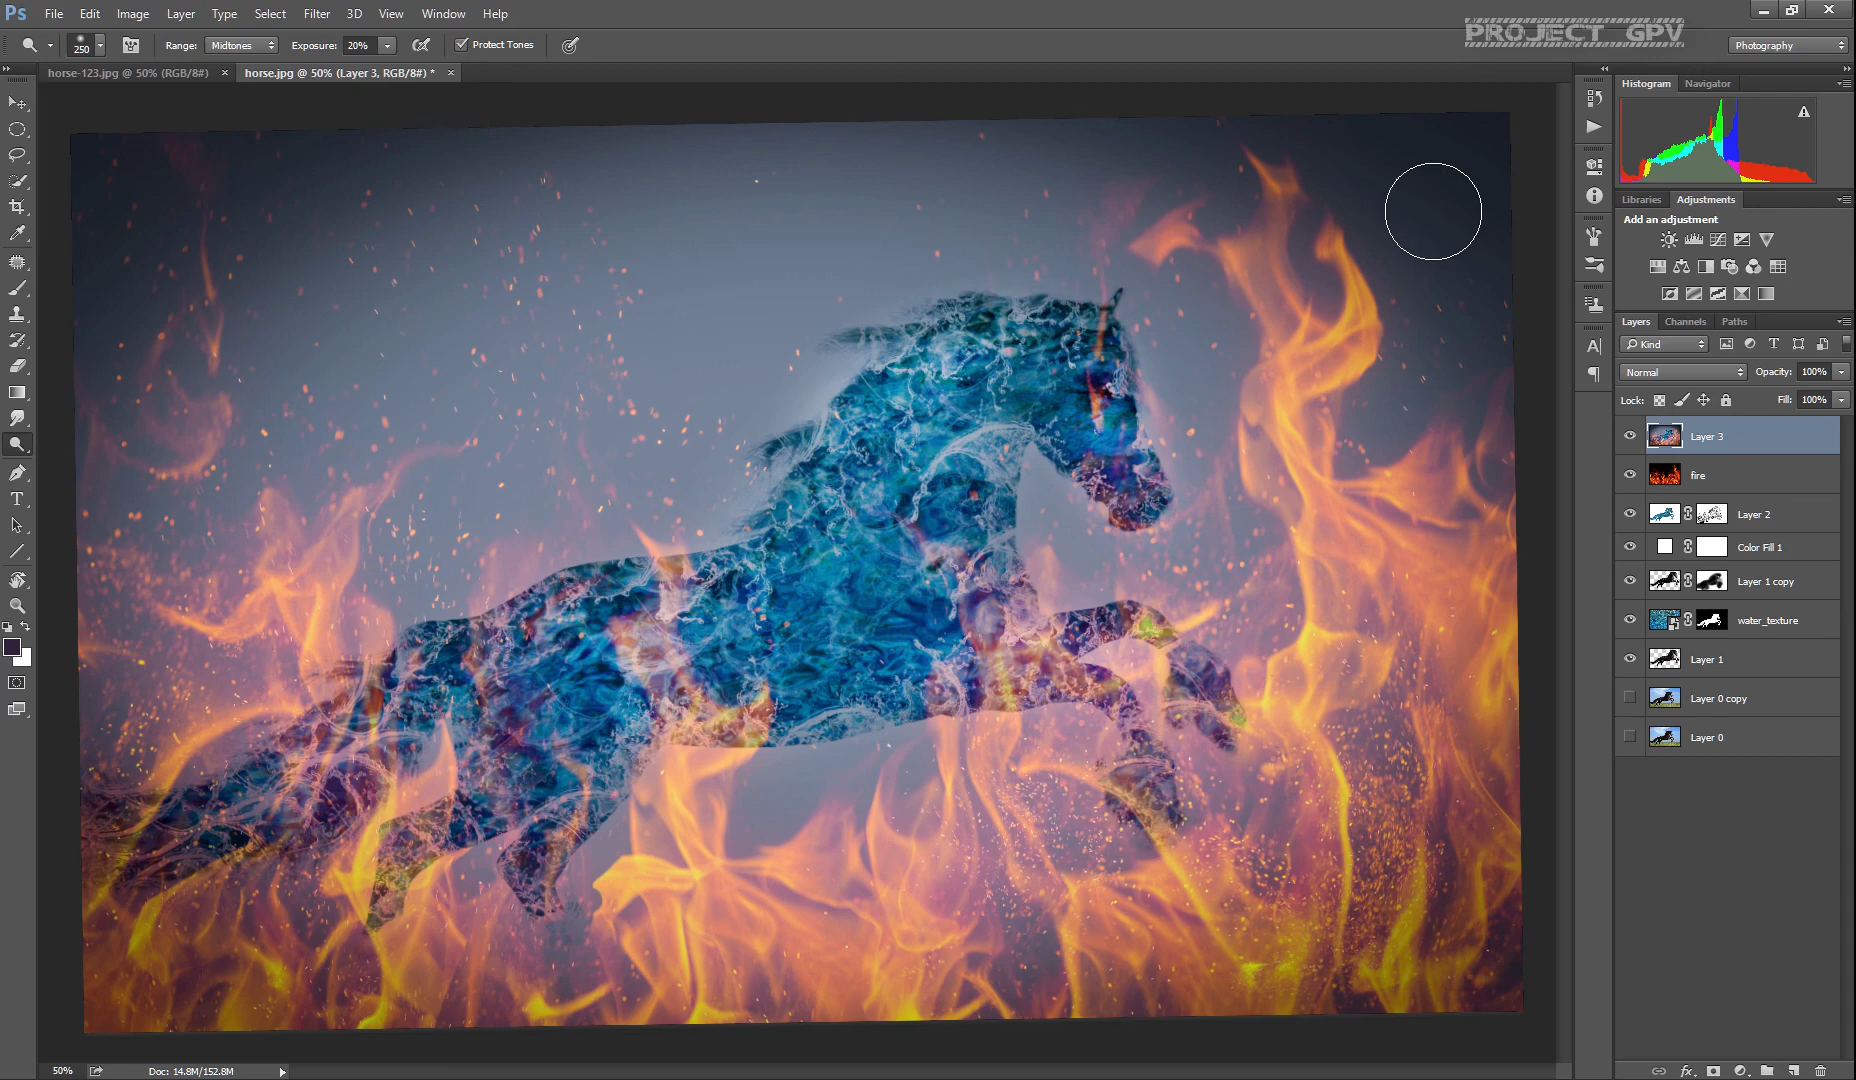 Ps File Edit Image Layer Type Select Filter 3D View Window Help
PROJECT GPV
250 Range: Midtones Exposure: 20% Protect Tones Photography
horse-123.jpg @ 50% (RGB/8#) × horse.jpg @ 50% (Layer 3, RGB/8#) * ×
Histogram Navigator
Libraries Adjustments
Add an adjustment
Layers Channels Paths
Kind
Normal Opacity: 100%
Lock: Fill: 100%
Layer 3
fire
Layer 2
Color Fill 1
Layer 1 copy
water_texture
Layer 1
Layer 0 copy
Layer 0
50% Doc: 14.8M/152.8M
fx